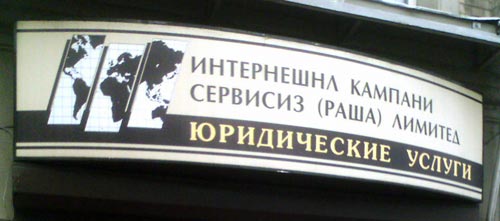 ИНТЕРНЕШНЛ КАМПАНИ
СЕРВИСИЗ (РАША) ЛИМИТЕД
ЮРИДИЧЕСКИЕ УСЛУГИ